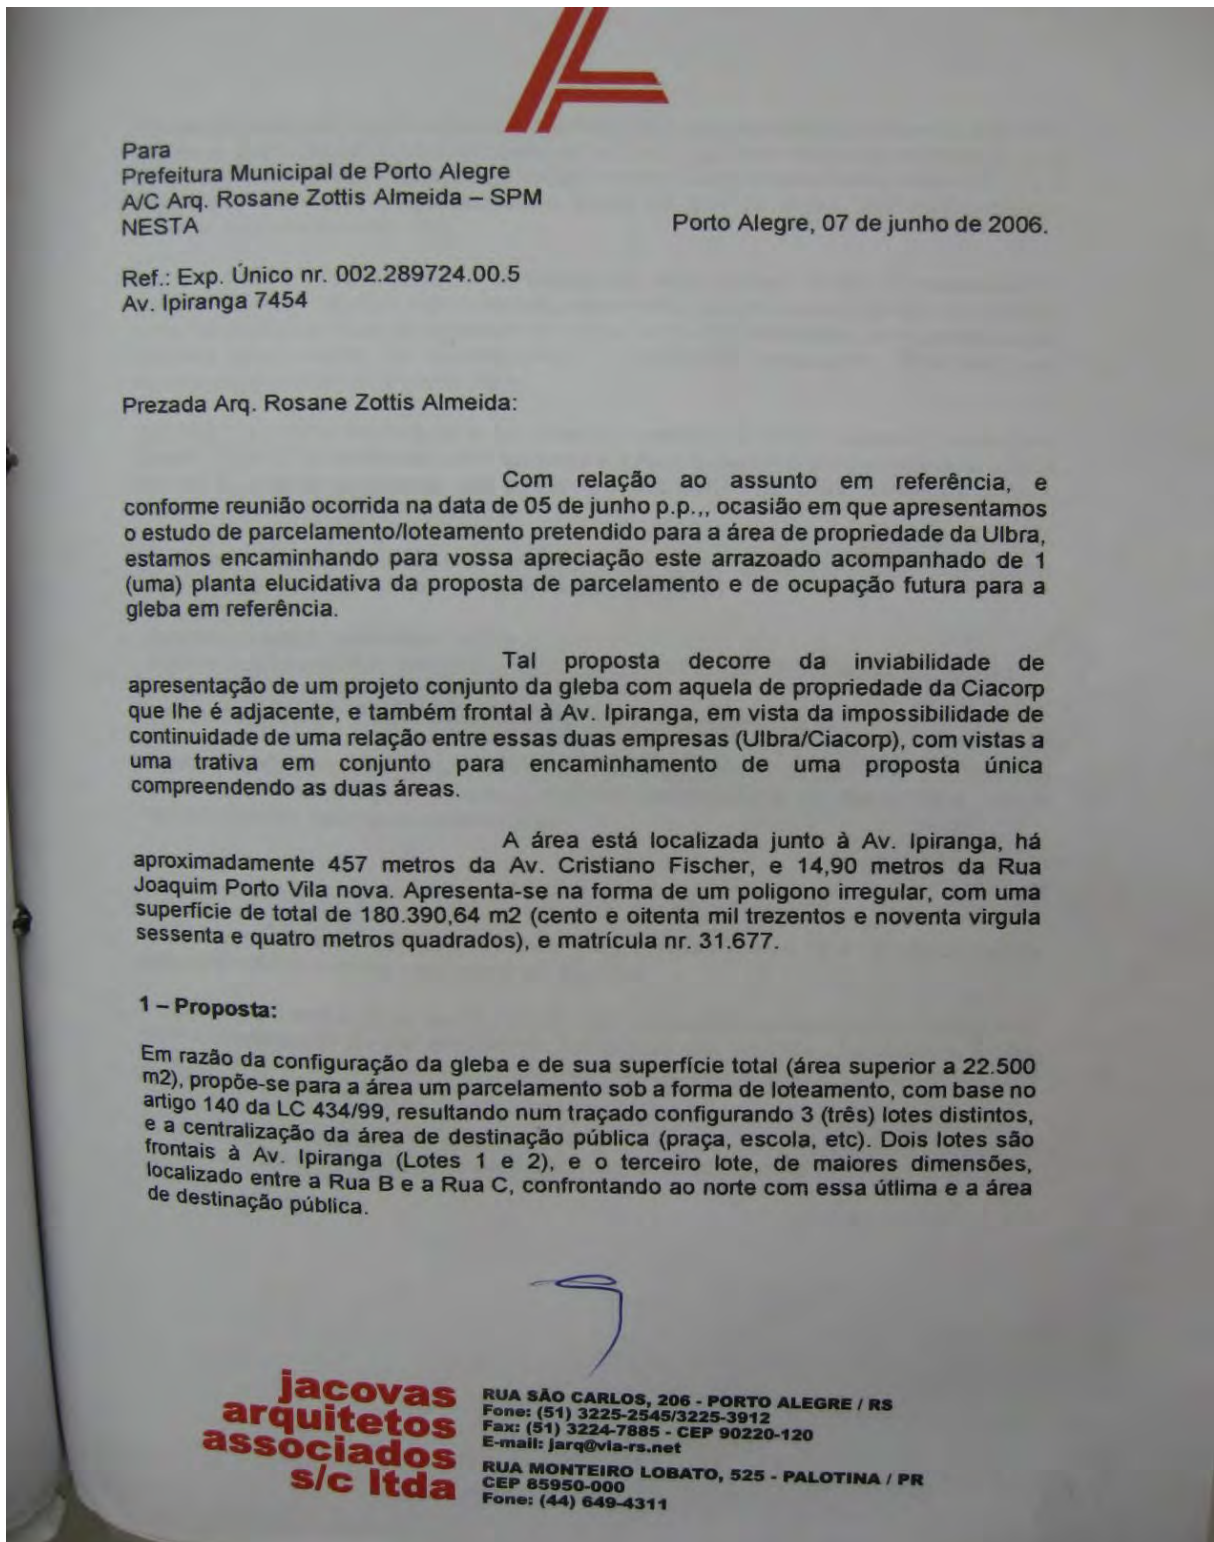 Para
Prefeitura Municipal de Porto Alegre
A/C Arq. Rosane Zottis Almeida – SPM
NESTA
Porto Alegre, 07 de junho de 2006.
Ref.: Exp. Único nr. 002.289724.00.5
Av. Ipiranga 7454
Prezada Arq. Rosane Zottis Almeida:
Com relação ao assunto em referência, e
conforme reunião ocorrida na data de 05 de junho p.p.,, ocasião em que apresentamos
o estudo de parcelamento/loteamento pretendido para a área de propriedade da Ulbra,
estamos encaminhando para vossa apreciação este arrazoado acompanhado de 1
(uma) planta elucidativa da proposta de parcelamento e de ocupação futura para a
gleba em referência.
Tal proposta decorre da inviabilidade de
apresentação de um projeto conjunto da gleba com aquela de propriedade da Ciacorp
que lhe é adjacente, e também frontal à Av. Ipiranga, em vista da impossibilidade de
continuidade de uma relação entre essas duas empresas (Ulbra/Ciacorp), com vistas a
uma trativa em conjunto para encaminhamento de uma proposta única
compreendendo as duas áreas.
A área está localizada junto à Av. Ipiranga, há
aproximadamente 457 metros da Av. Cristiano Fischer, e 14,90 metros da Rua
Joaquim Porto Vila nova. Apresenta-se na forma de um poligono irregular, com uma
superfície de total de 180.390,64 m2 (cento e oitenta mil trezentos e noventa virgula
sessenta e quatro metros quadrados), e matrícula nr. 31.677.
1 – Proposta:
Em razão da configuração da gleba e de sua superfície total (área superior a 22.500
m2), propõe-se para a área um parcelamento sob a forma de loteamento, com base no
artigo 140 da LC 434/99, resultando num traçado configurando 3 (três) lotes distintos,
e a centralização da área de destinação pública (praça, escola, etc). Dois lotes são
frontais à Av. Ipiranga (Lotes 1 e 2), e o terceiro lote, de maiores dimensões,
localizado entre a Rua B e a Rua C, confrontando ao norte com essa útlima e a área
de destinação pública.
jacovas
arquitetos
associados
s/c ltda
RUA SÃO CARLOS, 206 - PORTO ALEGRE / RS
Fone: (51) 3225-2545/3225-3912
Fax: (51) 3224-7885 - CEP 90220-120
E-mail: jarq@via-rs.net
RUA MONTEIRO LOBATO, 525 - PALOTINA / PR
CEP 85950-000
Fone: (44) 649-4311